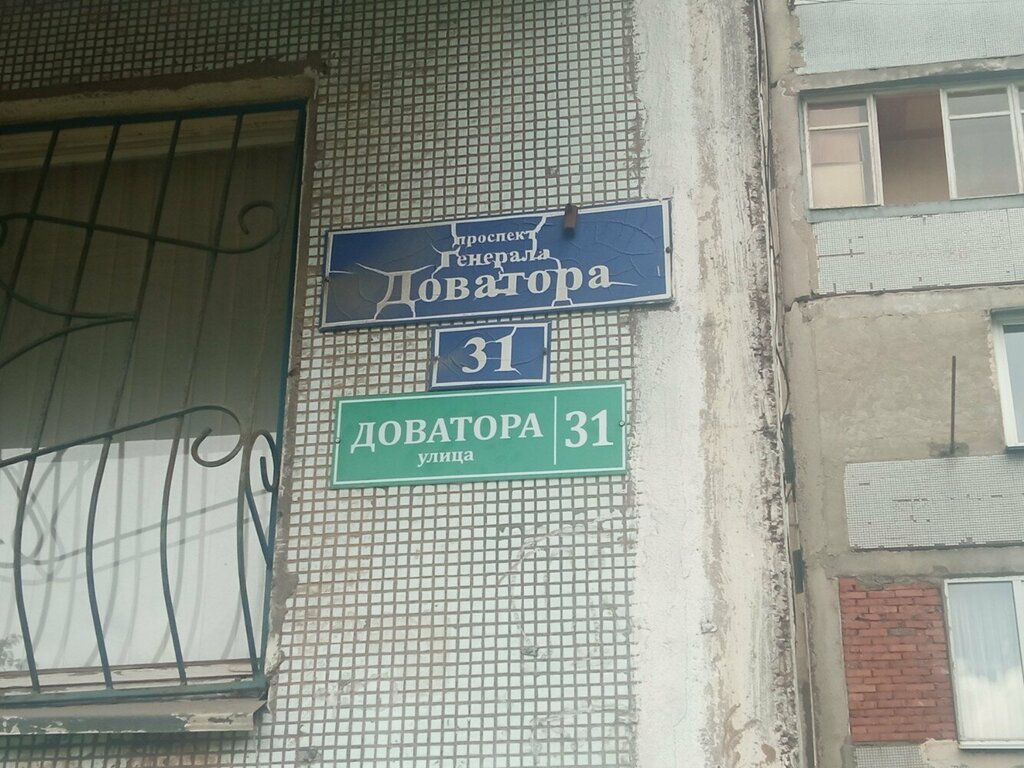 проспект
Генерала
Доватора
31
ДОВАТОРА 31
улица